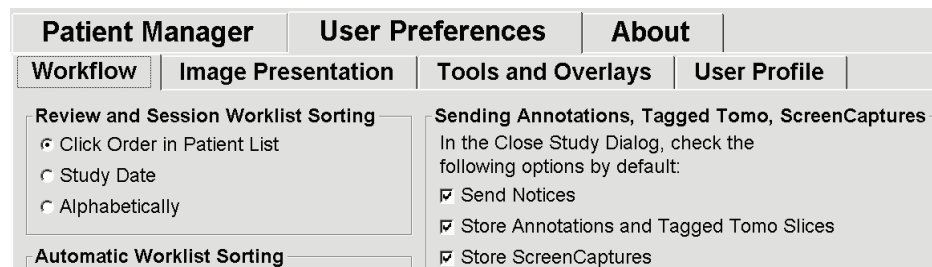 Patient Manager User Preferences About
Workflow Image Presentation Tools and Overlays User Profile
Review and Session Worklist Sorting
Click Order in Patient List
Study Date
Alphabetically
Automatic Worklist Sorting
Sending Annotations, Tagged Tomo, ScreenCaptures
In the Close Study Dialog, check the
following options by default:
Send Notices
Store Annotations and Tagged Tomo Slices
Store ScreenCaptures